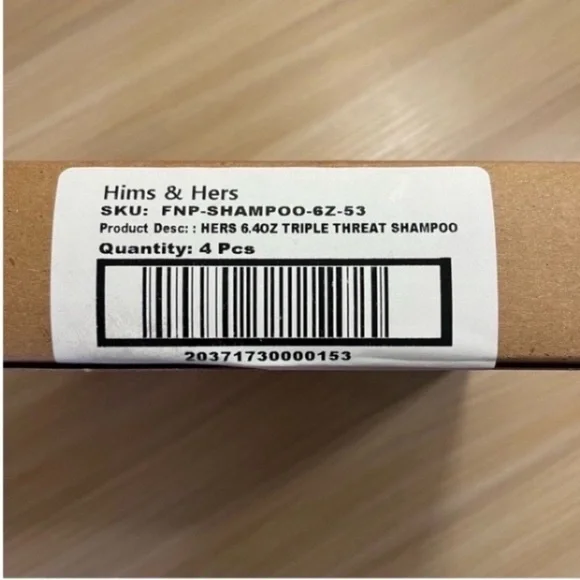 Hims & Hers
SKU: FNP-SHAMPOO-6Z-53
Product Desc: : HERS 6.4OZ TRIPLE THREAT SHAMPOO
Quantity: 4 Pcs
20371730000153